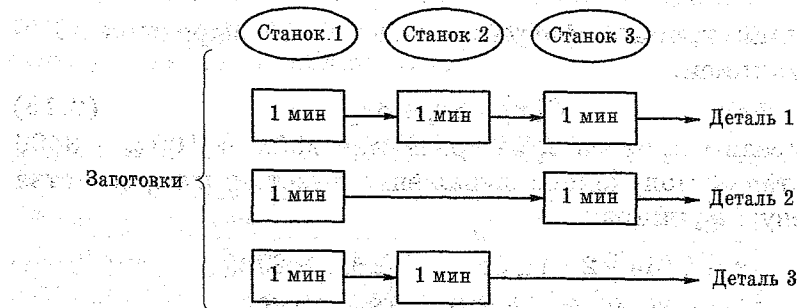 Станок 1 Станок 2 Станок 3
1 мин 1 мин 1 мин Деталь 1
Заготовки
1 мин 1 мин Деталь 2
1 мин 1 мин Деталь 3